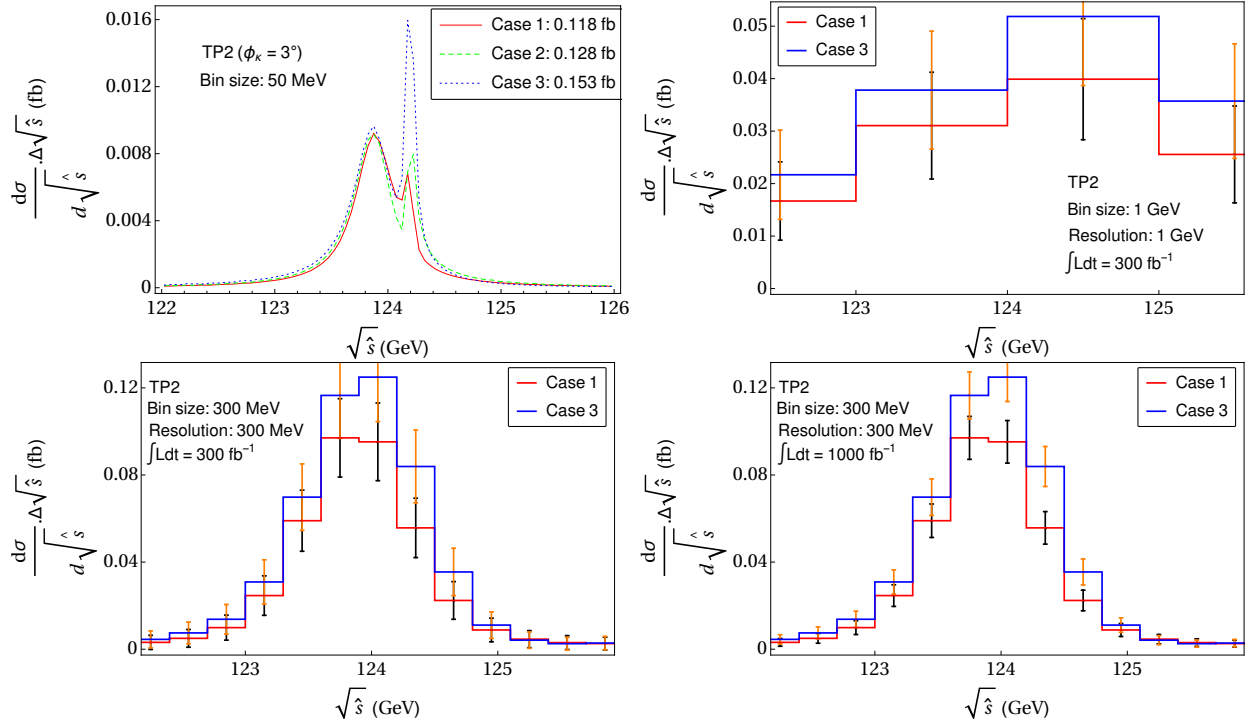 0.016
0.012
0.008
0.004
0
TP2 (ϕκ = 3°)
Bin size: 50 MeV
Case 1: 0.118 fb
Case 2: 0.128 fb
Case 3: 0.153 fb
dσ/d√ŝ .Δ√ŝ (fb)
122 123 124 125 126
√ŝ (GeV)
0.05
0.04
0.03
0.02
0.01
0
Case 1
Case 3
TP2
Bin size: 1 GeV
Resolution: 1 GeV
∫Ldt = 300 fb⁻¹
dσ/d√ŝ .Δ√ŝ (fb)
123 124 125
√ŝ (GeV)
0.12
0.08
0.04
0
TP2
Bin size: 300 MeV
Resolution: 300 MeV
∫Ldt = 300 fb⁻¹
Case 1
Case 3
dσ/d√ŝ .Δ√ŝ (fb)
123 124 125
√ŝ (GeV)
0.12
0.08
0.04
0
TP2
Bin size: 300 MeV
Resolution: 300 MeV
∫Ldt = 1000 fb⁻¹
Case 1
Case 3
dσ/d√ŝ .Δ√ŝ (fb)
123 124 125
√ŝ (GeV)